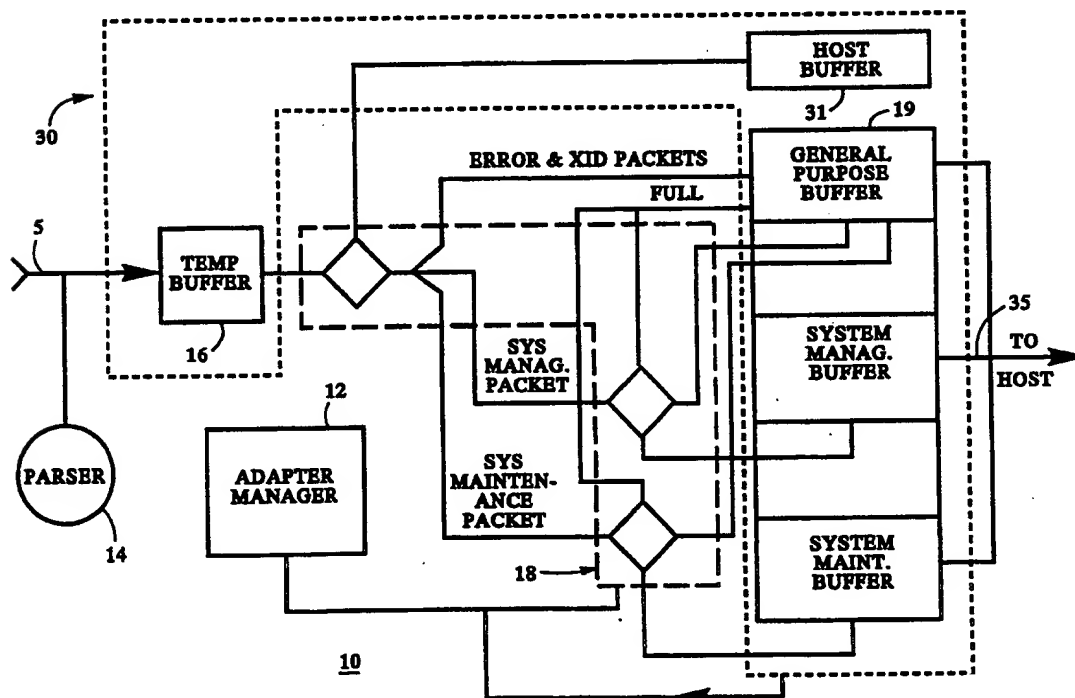 HOST
BUFFER
31
19
30
ERROR & XID PACKETS
GENERAL
PURPOSE
BUFFER
FULL
5
TEMP
BUFFER
16
35
SYS
MANAG.
PACKET
SYSTEM
MANAG.
BUFFER
TO
HOST
12
PARSER
14
ADAPTER
MANAGER
SYS
MAINTEN-
ANCE
PACKET
18
SYSTEM
MAINT.
BUFFER
10